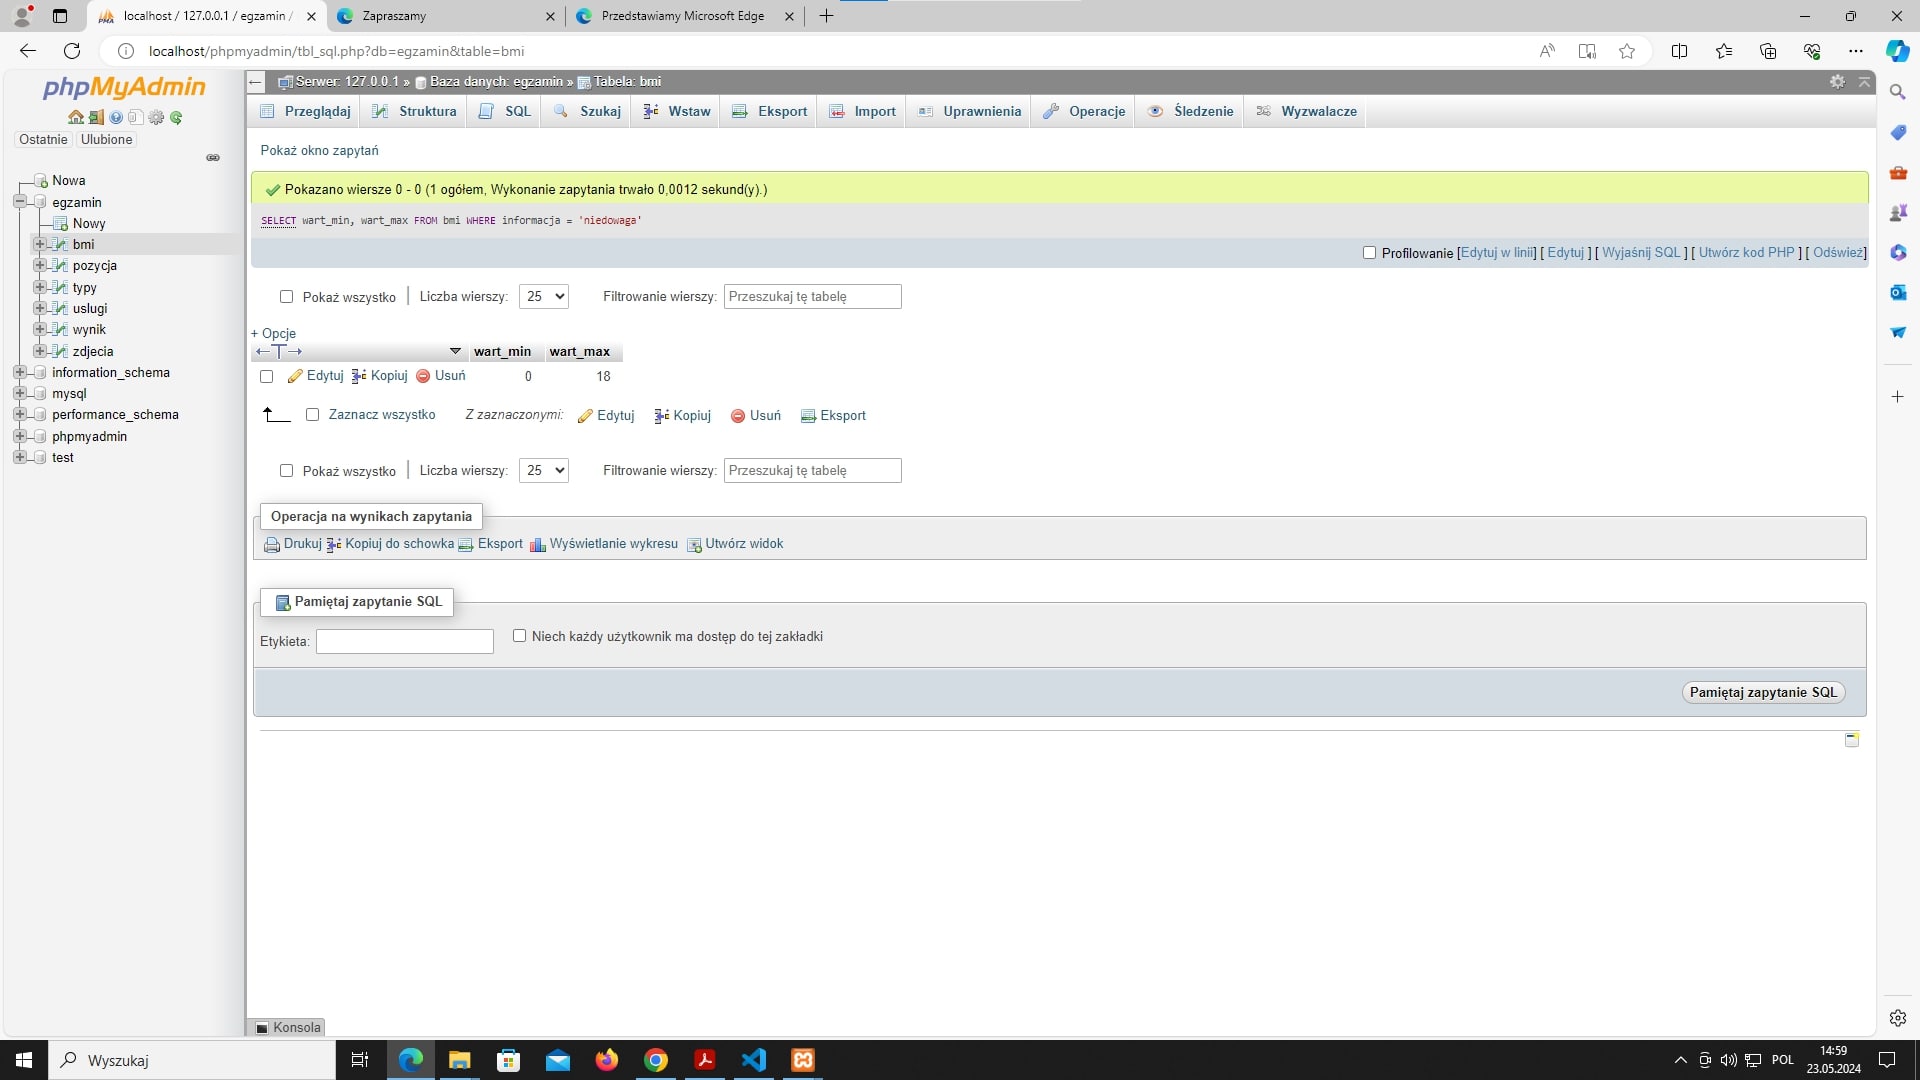 localhost / 127.0.0.1 / egzamin /
Zapraszamy
Przedstawiamy Microsoft Edge
localhost/phpmyadmin/tbl_sql.php?db=egzamin&table=bmi
phpMyAdmin
Ostatnie Ulubione
Nowa
egzamin
Nowy
bmi
pozycja
typy
uslugi
wynik
zdjecia
information_schema
mysql
performance_schema
phpmyadmin
test
Serwer: 127.0.0.1 » Baza danych: egzamin » Tabela: bmi
Przeglądaj Struktura SQL Szukaj Wstaw Eksport Import Uprawnienia Operacje Śledzenie Wyzwalacze
Pokaż okno zapytań
Pokazano wiersze 0 - 0 (1 ogółem, Wykonanie zapytania trwało 0,0012 sekund(y).)
SELECT wart_min, wart_max FROM bmi WHERE informacja = 'niedowaga'
Profilowanie [Edytuj w linii] [ Edytuj ] [ Wyjaśnij SQL ] [ Utwórz kod PHP ] [ Odśwież]
Pokaż wszystko | Liczba wierszy: 25 Filtrowanie wierszy: Przeszukaj tę tabelę
+ Opcje
←T→ wart_min wart_max
Edytuj Kopiuj Usuń 0 18
Zaznacz wszystko Z zaznaczonymi: Edytuj Kopiuj Usuń Eksport
Pokaż wszystko | Liczba wierszy: 25 Filtrowanie wierszy: Przeszukaj tę tabelę
Operacja na wynikach zapytania
Drukuj Kopiuj do schowka Eksport Wyświetlanie wykresu Utwórz widok
Pamiętaj zapytanie SQL
Etykieta: Niech każdy użytkownik ma dostęp do tej zakładki
Pamiętaj zapytanie SQL
Konsola
Wyszukaj
POL
14:59
23.05.2024